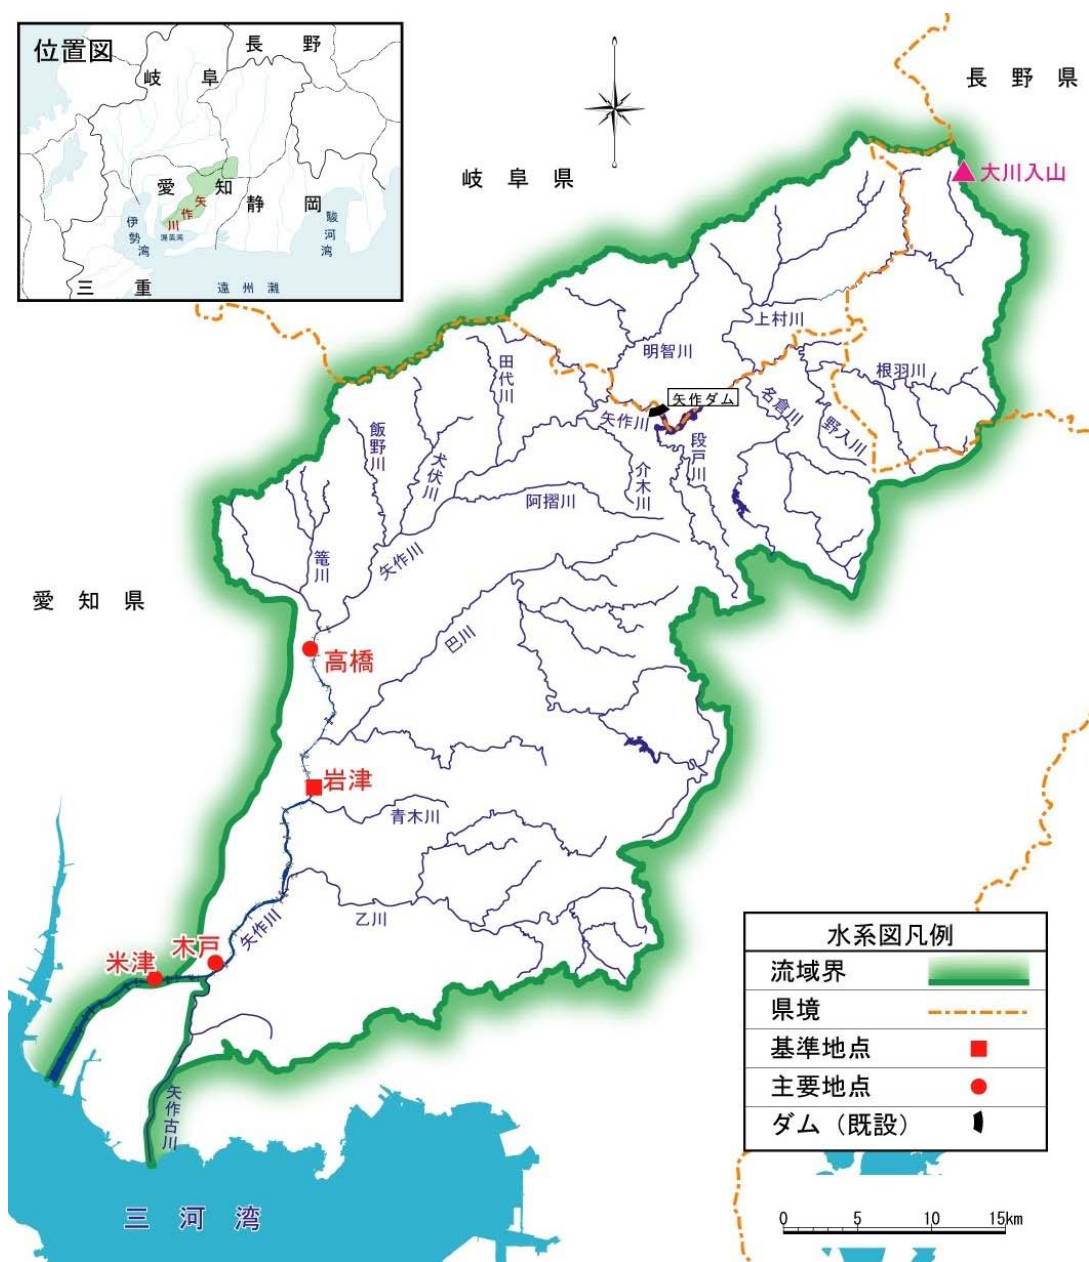 位置図
長野
岐阜
愛知
矢作川
静岡
伊勢湾
渥美湾
駿河湾
三重
遠州灘
長野県
岐阜県
大川入山
上村川
明智川
根羽川
田代川
矢作ダム
名倉川
矢作川
野入川
段戸川
飯野川
犬伏川
介木川
阿摺川
矢作川
篭川
愛知県
巴川
高橋
岩津
青木川
乙川
矢作川
木戸
米津
矢作古川
三河湾
水系図凡例
流域界
県境
基準地点
主要地点
ダム（既設）
0 5 10 15km